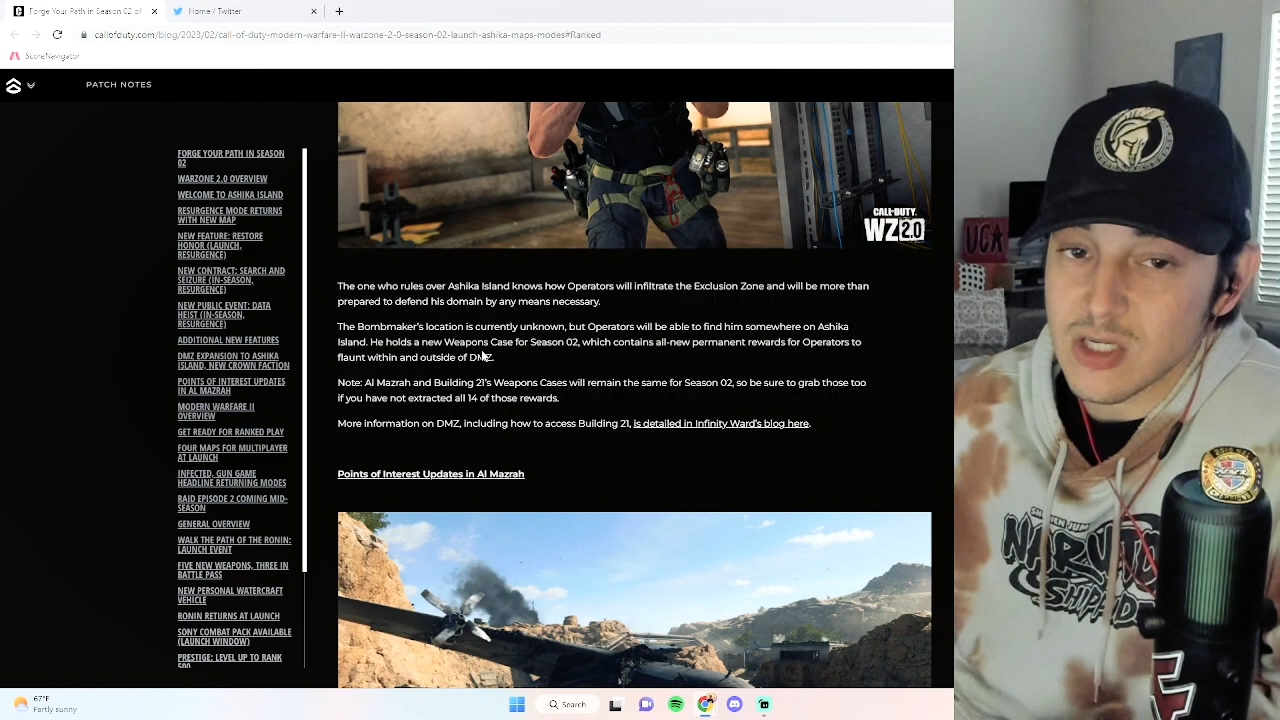 Forge Your Path in Season 02 of
Home / Twitter
callofduty.com/blog/2023/02/call-of-duty-modern-warfare-II-warzone-2-0-season-02-launch-ashika-maps-modes#Ranked
ScoreNavigator
PATCH NOTES
FORGE YOUR PATH IN SEASON
02
WARZONE 2.0 OVERVIEW
WELCOME TO ASHIKA ISLAND
RESURGENCE MODE RETURNS
WITH NEW MAP
NEW FEATURE: RESTORE
HONOR (LAUNCH,
RESURGENCE)
NEW CONTRACT: SEARCH AND
SEIZURE (IN-SEASON,
RESURGENCE)
NEW PUBLIC EVENT: DATA
HEIST (IN-SEASON,
RESURGENCE)
ADDITIONAL NEW FEATURES
DMZ EXPANSION TO ASHIKA
ISLAND, NEW CROWN FACTION
POINTS OF INTEREST UPDATES
IN AL MAZRAH
MODERN WARFARE II
OVERVIEW
GET READY FOR RANKED PLAY
FOUR MAPS FOR MULTIPLAYER
AT LAUNCH
INFECTED, GUN GAME
HEADLINE RETURNING MODES
RAID EPISODE 2 COMING MID-
SEASON
GENERAL OVERVIEW
WALK THE PATH OF THE RONIN:
LAUNCH EVENT
FIVE NEW WEAPONS, THREE IN
BATTLE PASS
NEW PERSONAL WATERCRAFT
VEHICLE
RONIN RETURNS AT LAUNCH
SONY COMBAT PACK AVAILABLE
(LAUNCH WINDOW)
PRESTIGE: LEVEL UP TO RANK
500
CALL OF DUTY
WZ 2.0
The one who rules over Ashika Island knows how Operators will infiltrate the Exclusion Zone and will be more than
prepared to defend his domain by any means necessary.
The Bombmaker's location is currently unknown, but Operators will be able to find him somewhere on Ashika
Island. He holds a new Weapons Case for Season 02, which contains all-new permanent rewards for Operators to
flaunt within and outside of DMZ.
Note: Al Mazrah and Building 21's Weapons Cases will remain the same for Season 02, so be sure to grab those too
if you have not extracted all 14 of those rewards.
More information on DMZ, including how to access Building 21, is detailed in Infinity Ward's blog here.
Points of Interest Updates in Al Mazrah
UCA
SHONEN JUMP
NARUTO
SHIPPUD
67°F
Partly sunny
Search